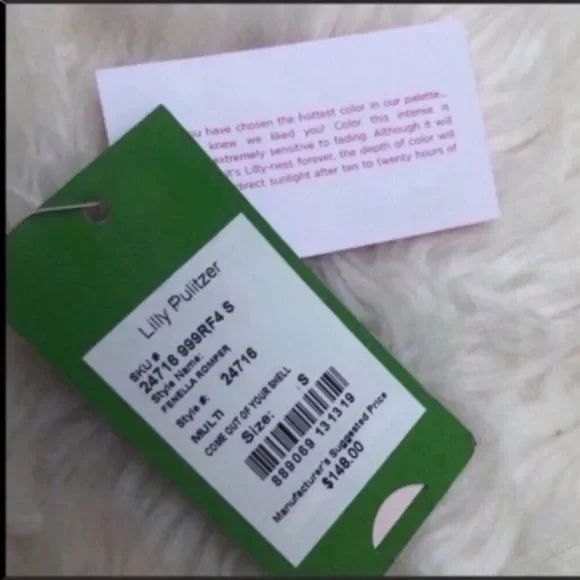 u have chosen the hottest color in our palette...
knew we liked you! Color this intense is
extremely sensitive to fading. Although it will
it's Lilly-ness forever, the depth of color will
direct sunlight after ten to twenty hours of
Lilly Pulitzer
SKU #
24716 999RF4 S
Style Name:
FENELLA ROMPER
Style #: 24716
MULTI
COME OUT OF YOUR SHELL
Size: S
889069 131319
Manufacturer's Suggested Price
$148.00